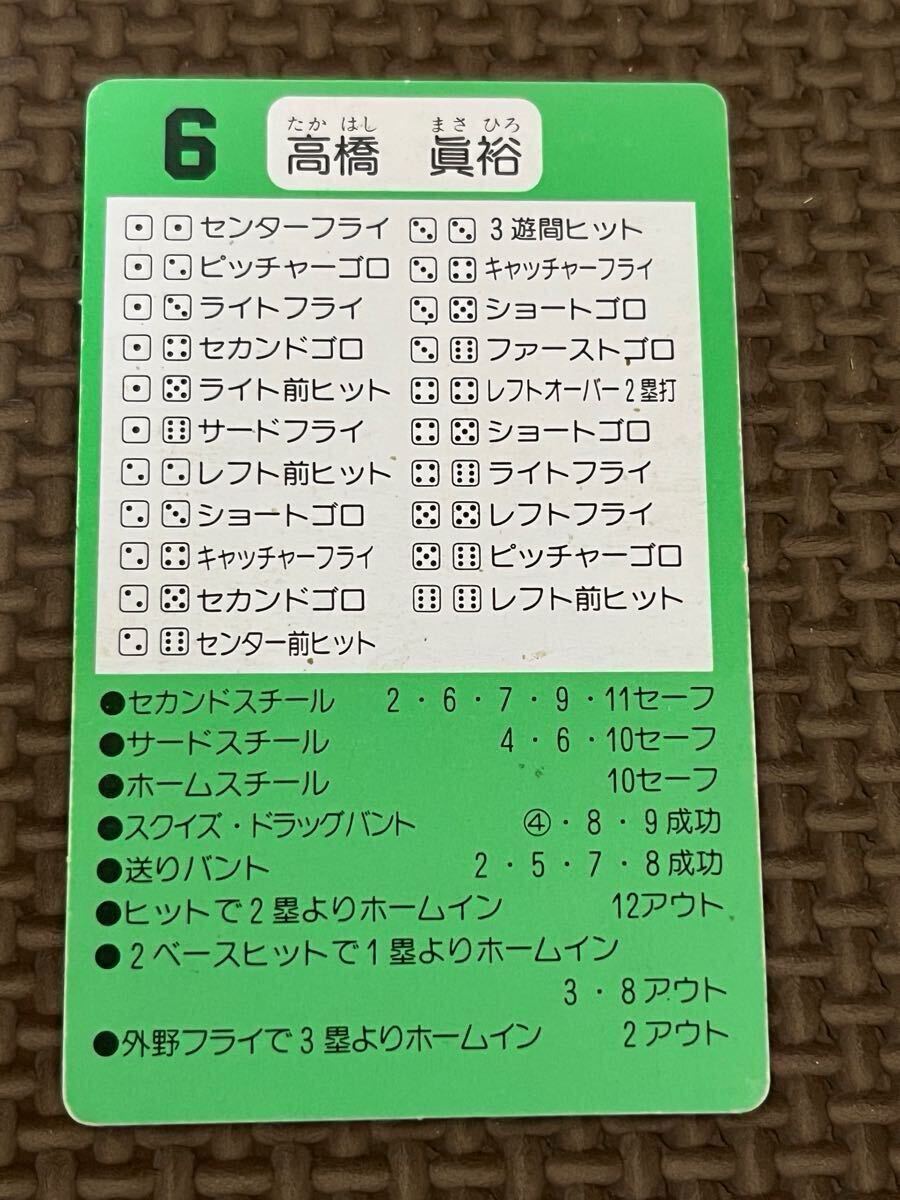 6
たか はし まさ ひろ
高橋 眞裕
センターフライ
ピッチャーゴロ
ライトフライ
セカンドゴロ
ライト前ヒット
サードフライ
レフト前ヒット
ショートゴロ
キャッチャーフライ
セカンドゴロ
センター前ヒット
3遊間ヒット
キャッチャーフライ
ショートゴロ
ファーストゴロ
レフトオーバー2塁打
ショートゴロ
ライトフライ
レフトフライ
ピッチャーゴロ
レフト前ヒット
●セカンドスチール 2・6・7・9・11セーフ
●サードスチール 4・6・10セーフ
●ホームスチール 10セーフ
●スクイズ・ドラッグバント ④・8・9成功
●送りバント 2・5・7・8成功
●ヒットで2塁よりホームイン 12アウト
●2ベースヒットで1塁よりホームイン
3・8アウト
●外野フライで3塁よりホームイン 2アウト